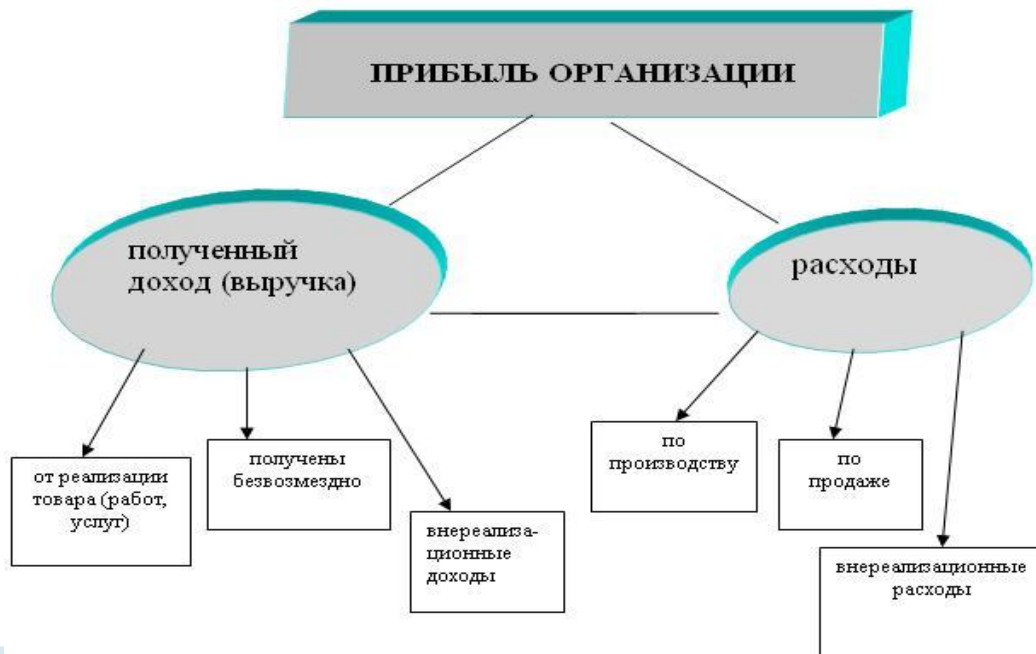 ПРИБЫЛЬ ОРГАНИЗАЦИИ
полученный
доход (выручка)
расходы
от реализации
товара (работ,
услуг)
получены
безвозмездно
внереализа-
ционные
доходы
по
производству
по
продаже
внереализационные
расходы